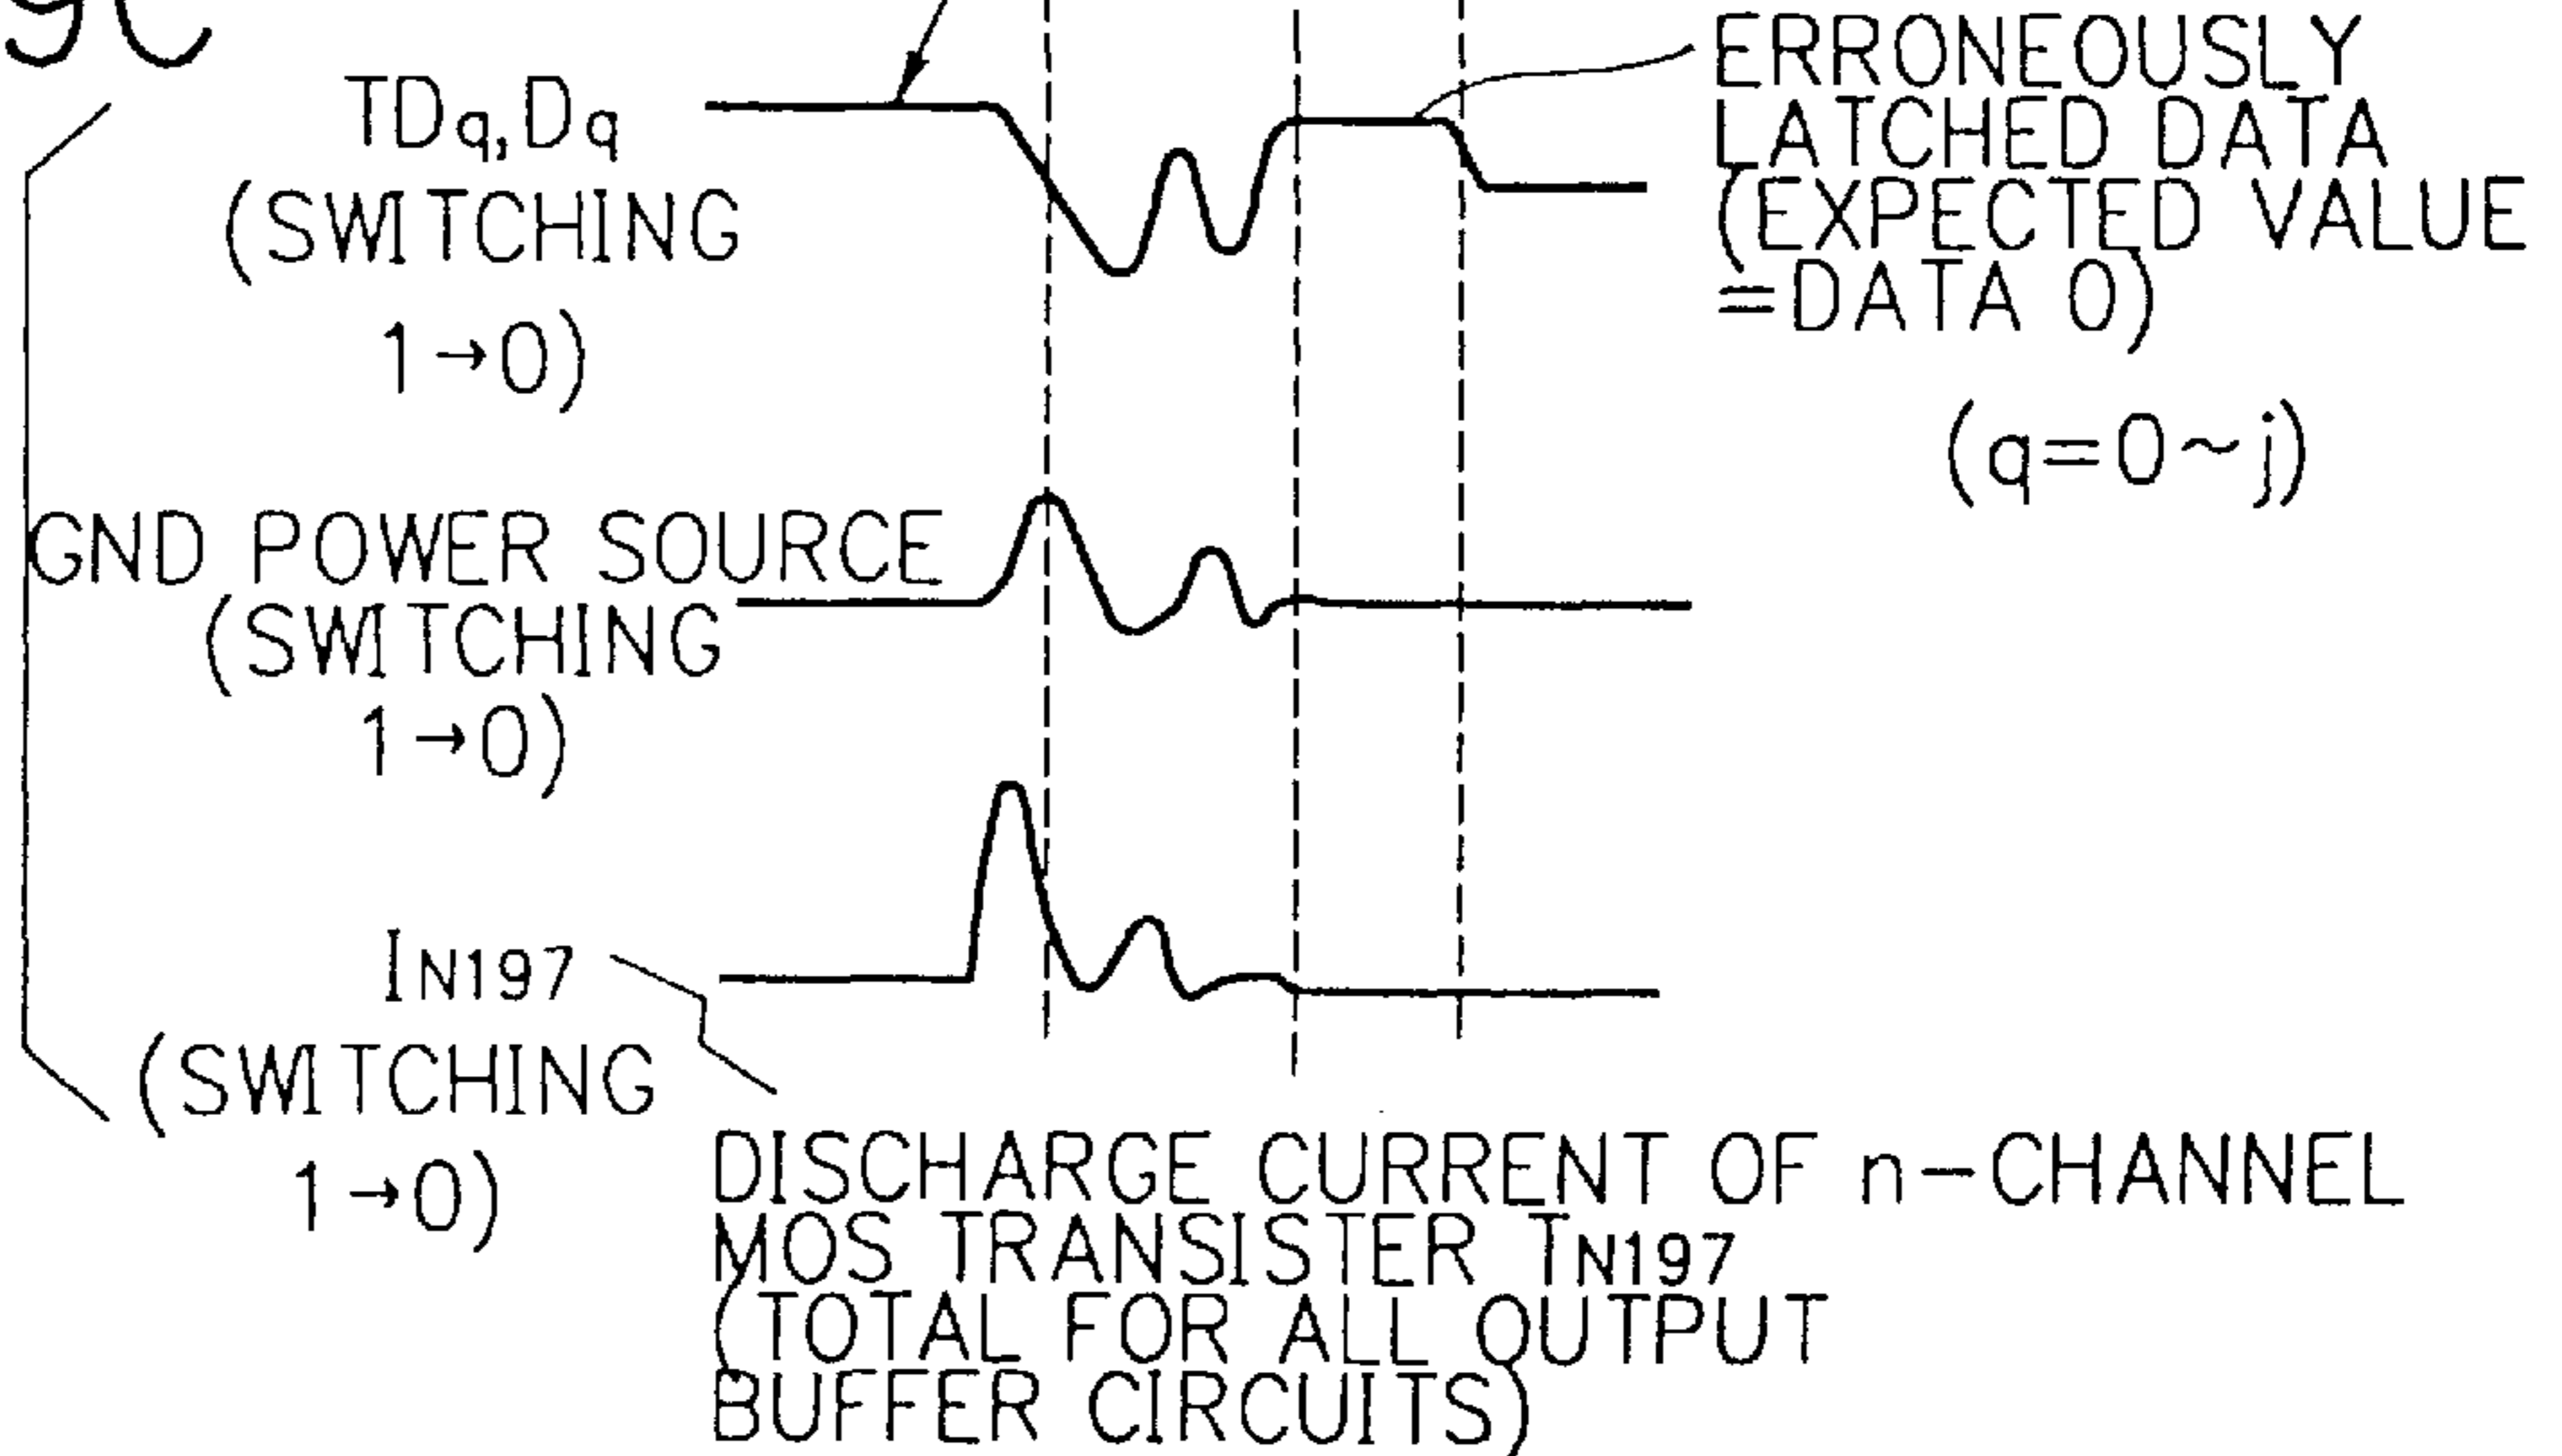 9C
TDq,Dq
(SWITCHING
1→0)
ERRONEOUSLY
LATCHED DATA
(EXPECTED VALUE
=DATA 0)
(q=0~j)
GND POWER SOURCE
(SWITCHING
1→0)
IN197
(SWITCHING
1→0)
DISCHARGE CURRENT OF n-CHANNEL
MOS TRANSISTER TN197
(TOTAL FOR ALL OUTPUT
BUFFER CIRCUITS)